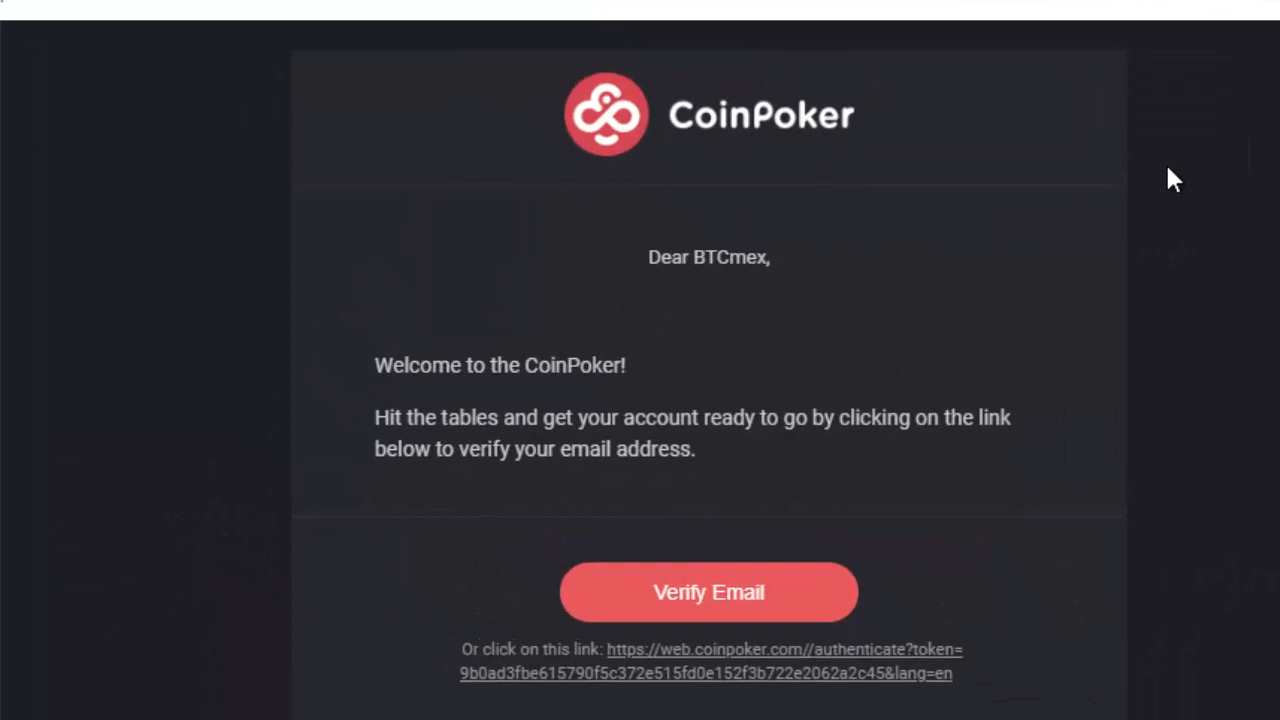 CoinPoker
Dear BTCmex,
Welcome to the CoinPoker!
Hit the tables and get your account ready to go by clicking on the link
below to verify your email address.
Verify Email
Or click on this link: https://web.coinpoker.com//authenticate?token=
9b0ad3fbe615790f5c372e515fd0e152f3b722e2062a2c45&lang=en